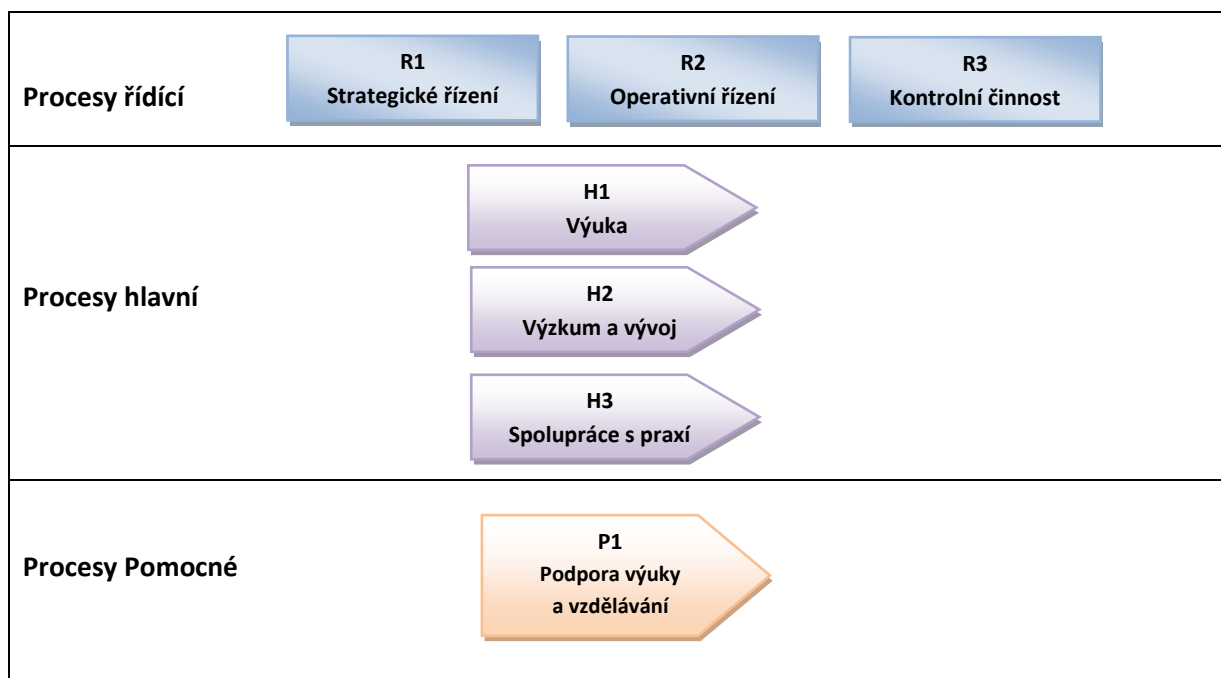 Procesy řídící
R1
Strategické řízení
R2
Operativní řízení
R3
Kontrolní činnost
Procesy hlavní
H1
Výuka
H2
Výzkum a vývoj
H3
Spolupráce s praxí
Procesy Pomocné
P1
Podpora výuky
a vzdělávání